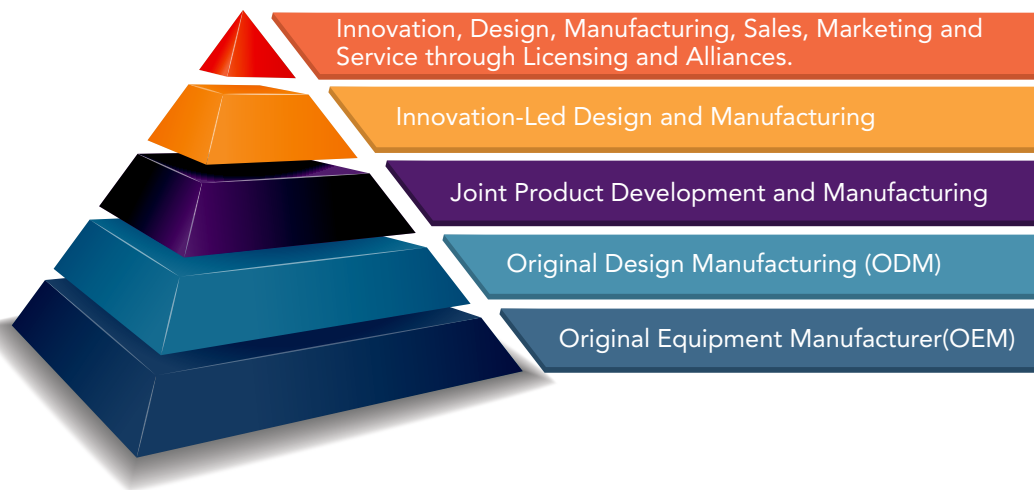 Innovation, Design, Manufacturing, Sales, Marketing and
Service through Licensing and Alliances.
Innovation-Led Design and Manufacturing
Joint Product Development and Manufacturing
Original Design Manufacturing (ODM)
Original Equipment Manufacturer(OEM)